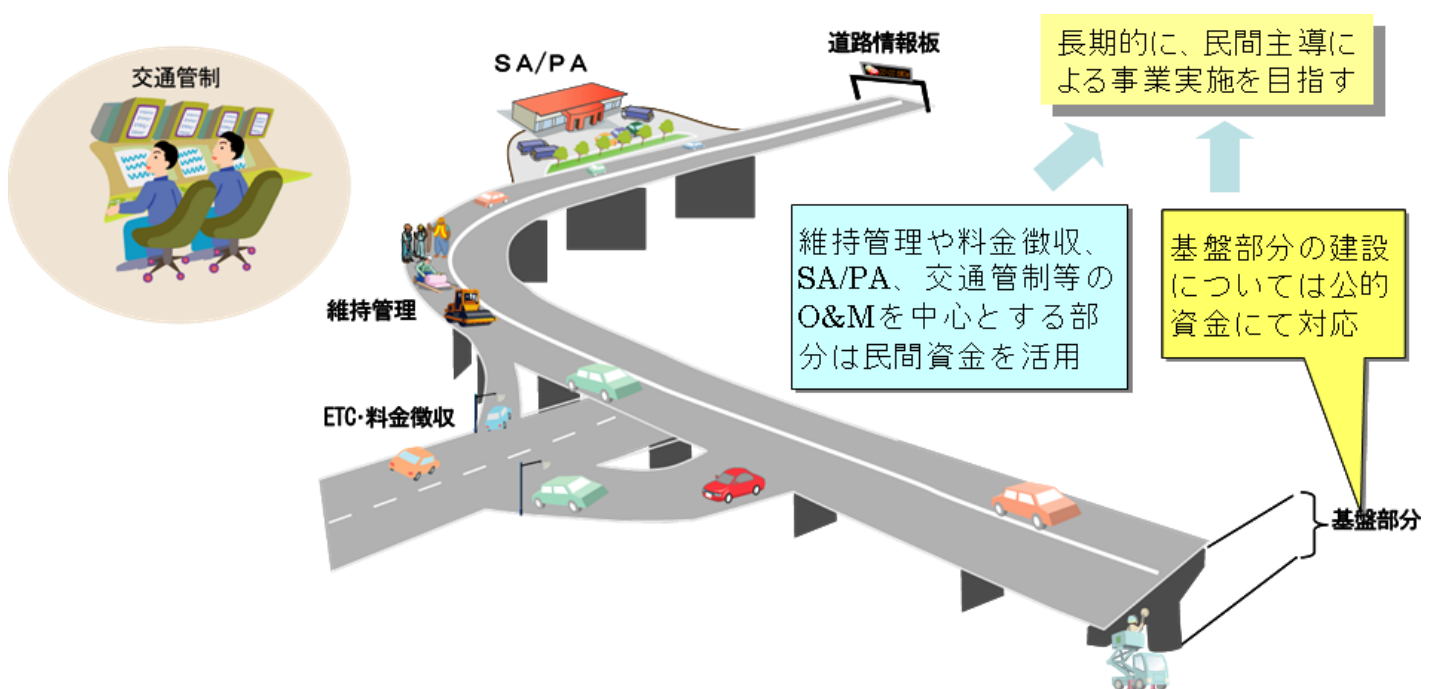 交通管制
SA/PA
道路情報板
長期的に、民間主導に
よる事業実施を目指す
維持管理や料金徴収、
SA/PA、交通管制等の
O&Mを中心とする部
分は民間資金を活用
基盤部分の建設
については公的
資金にて対応
維持管理
ETC・料金徴収
基盤部分